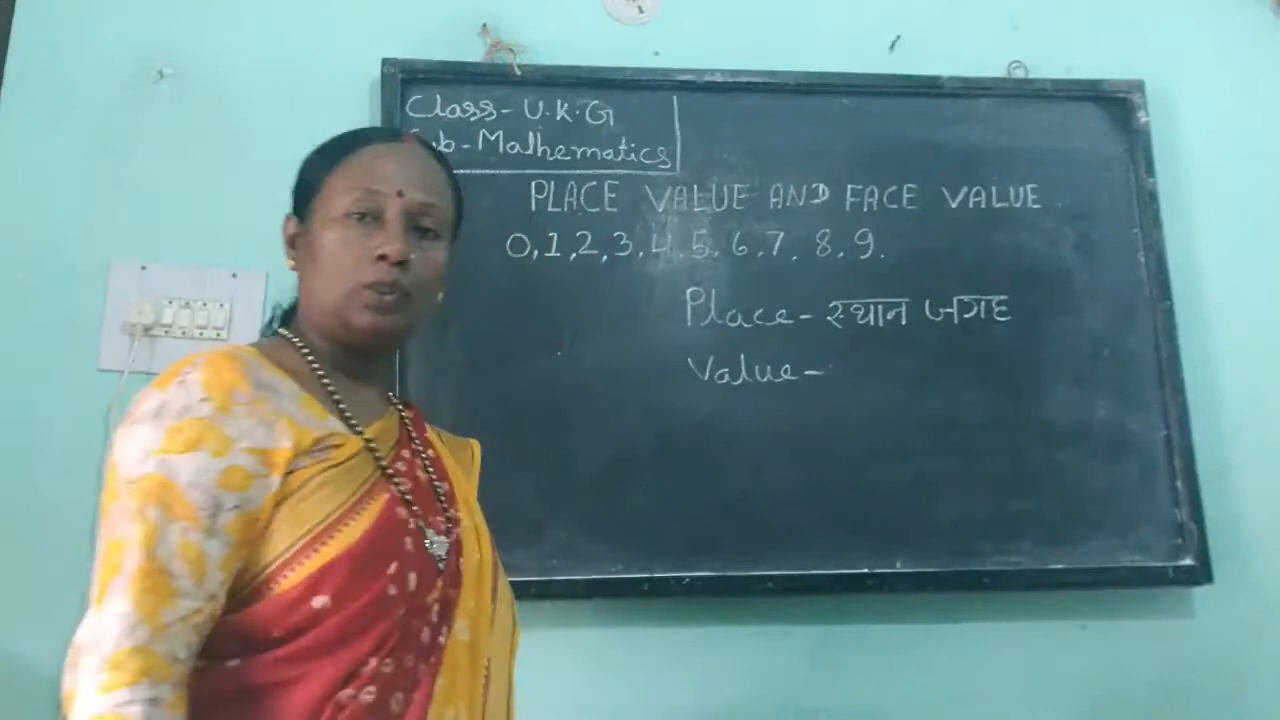 Class- U.K.G
Sub-Mathematics
PLACE VALUE AND FACE VALUE
0,1,2,3,4,5,6,7,8,9.
Place- स्थान जगह
Value-